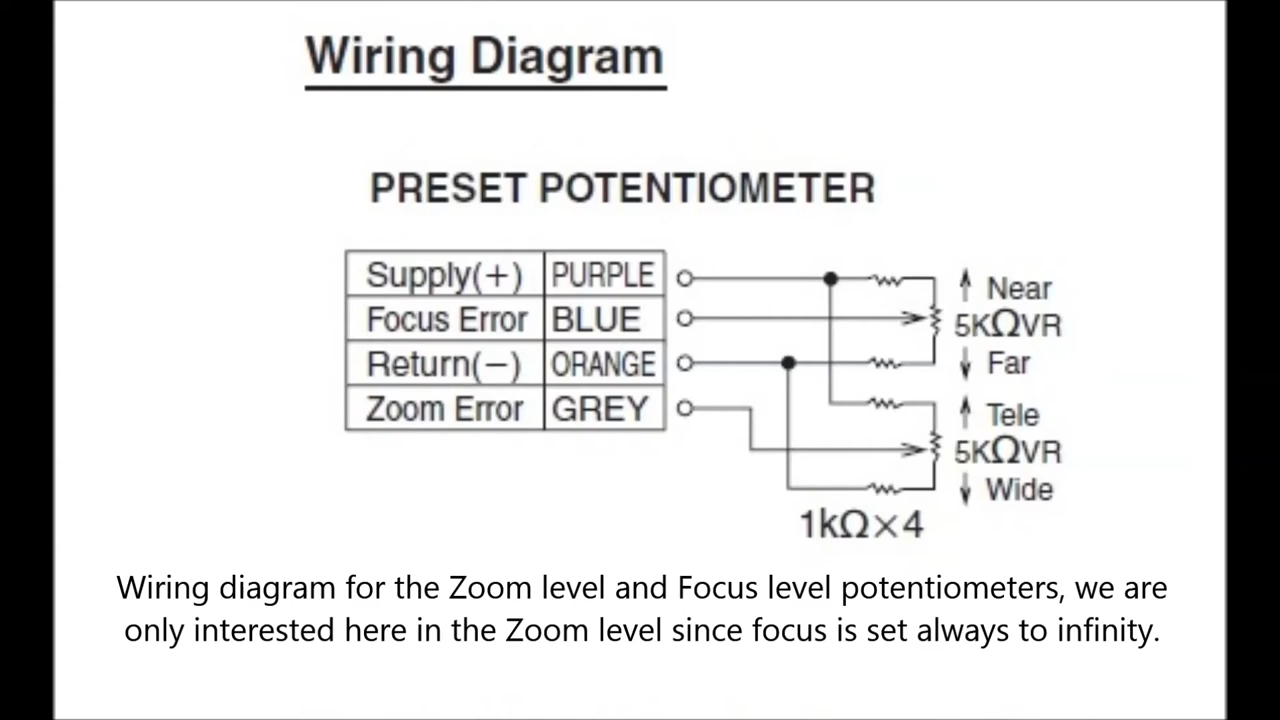 Wiring Diagram
PRESET POTENTIOMETER
Supply(+) PURPLE
Focus Error BLUE
Return(−) ORANGE
Zoom Error GREY
Near
5KΩVR
Far
Tele
5KΩVR
Wide
1kΩ×4
Wiring diagram for the Zoom level and Focus level potentiometers, we are
only interested here in the Zoom level since focus is set always to infinity.